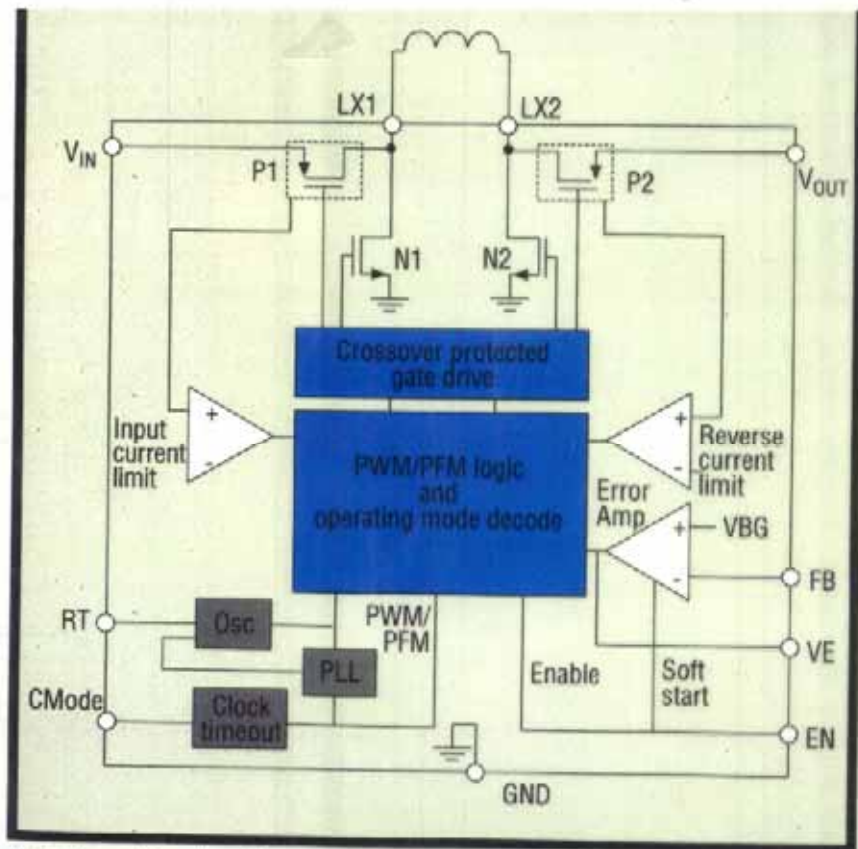 LX1
LX2
VIN
P1
P2
VOUT
N1
N2
Crossover protected
gate drive
Input
current
limit
+
-
PWM/PFM logic
and
operating mode decode
+
-
Reverse
current
limit
Error
Amp
+
-
VBG
FB
RT
Osc
PWM/
PFM
VE
PLL
Enable
Soft
start
CMode
Clock
timeout
EN
GND